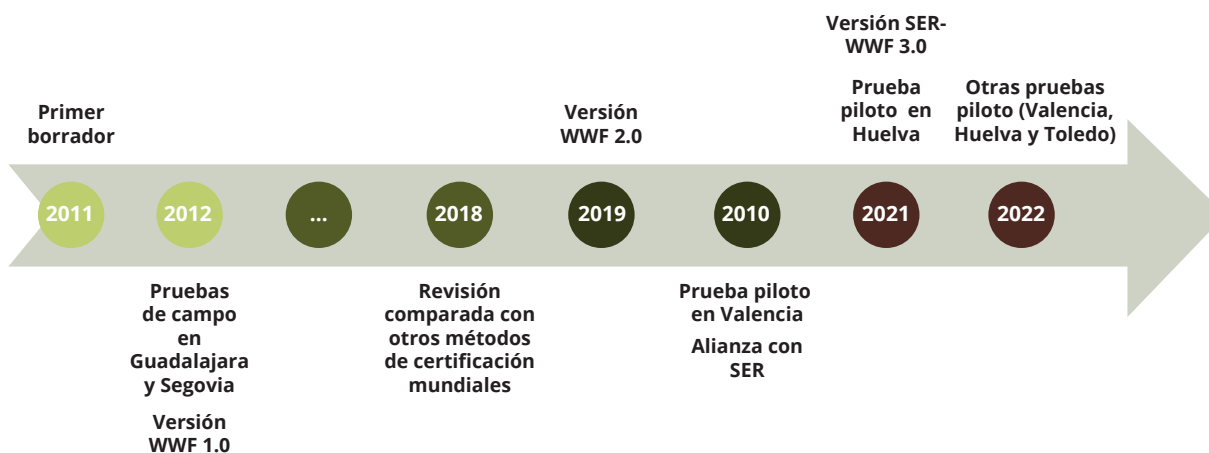 Primer
borrador
Versión
WWF 2.0
Versión SER-
WWF 3.0
Prueba
piloto en
Huelva
Otras pruebas
piloto (Valencia,
Huelva y Toledo)
2011
2012
...
2018
2019
2010
2021
2022
Pruebas
de campo
en
Guadalajara
y Segovia
Versión
WWF 1.0
Revisión
comparada con
otros métodos
de certificación
mundiales
Prueba piloto
en Valencia
Alianza con
SER